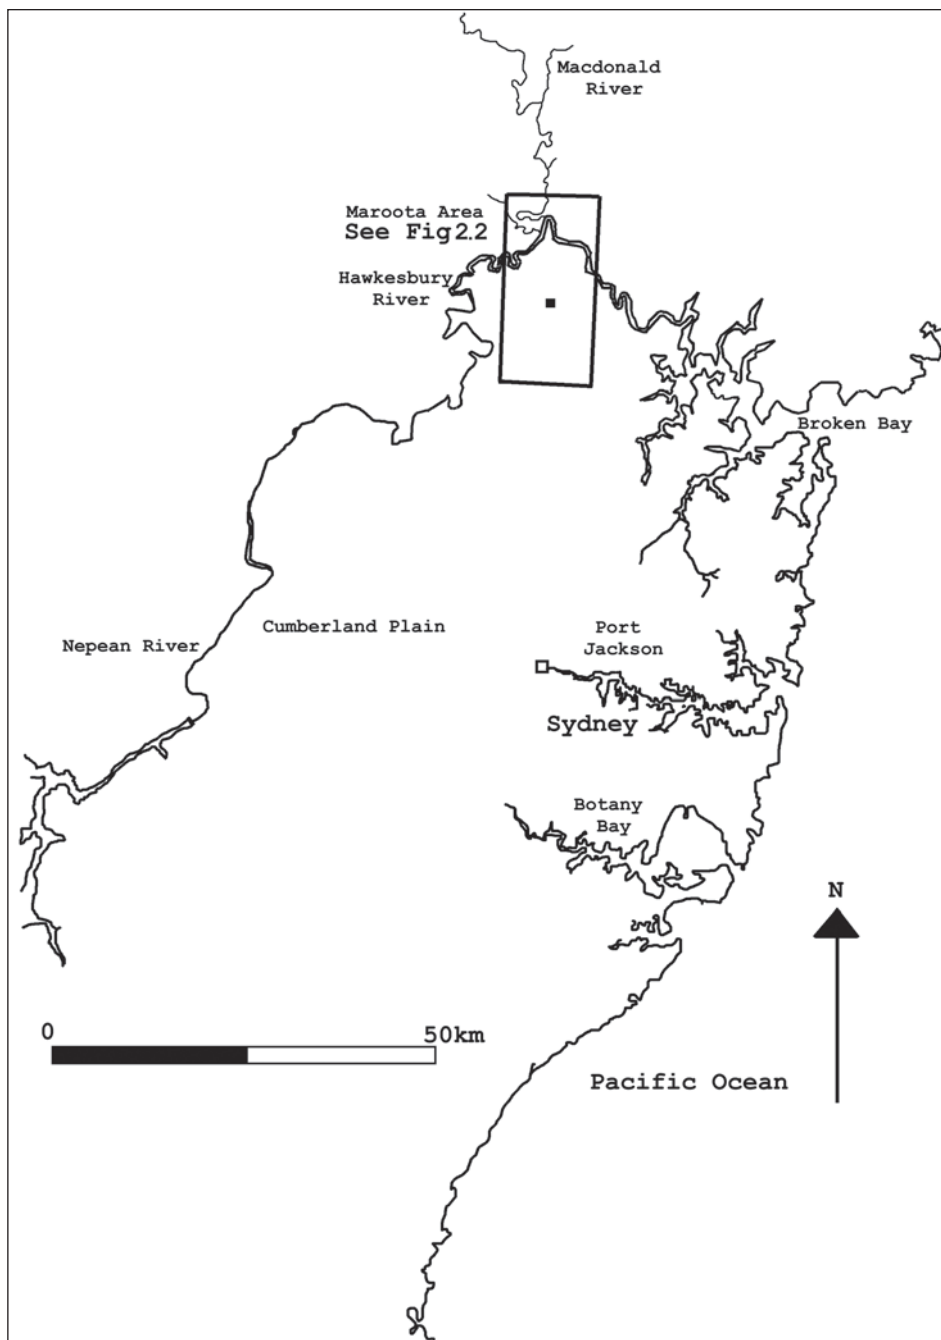 Macdonald
River
Maroota Area
See Fig2.2
Hawkesbury
River
Broken Bay
Cumberland Plain
Nepean River
Port
Jackson
Sydney
Botany
Bay
N
0
50km
Pacific Ocean